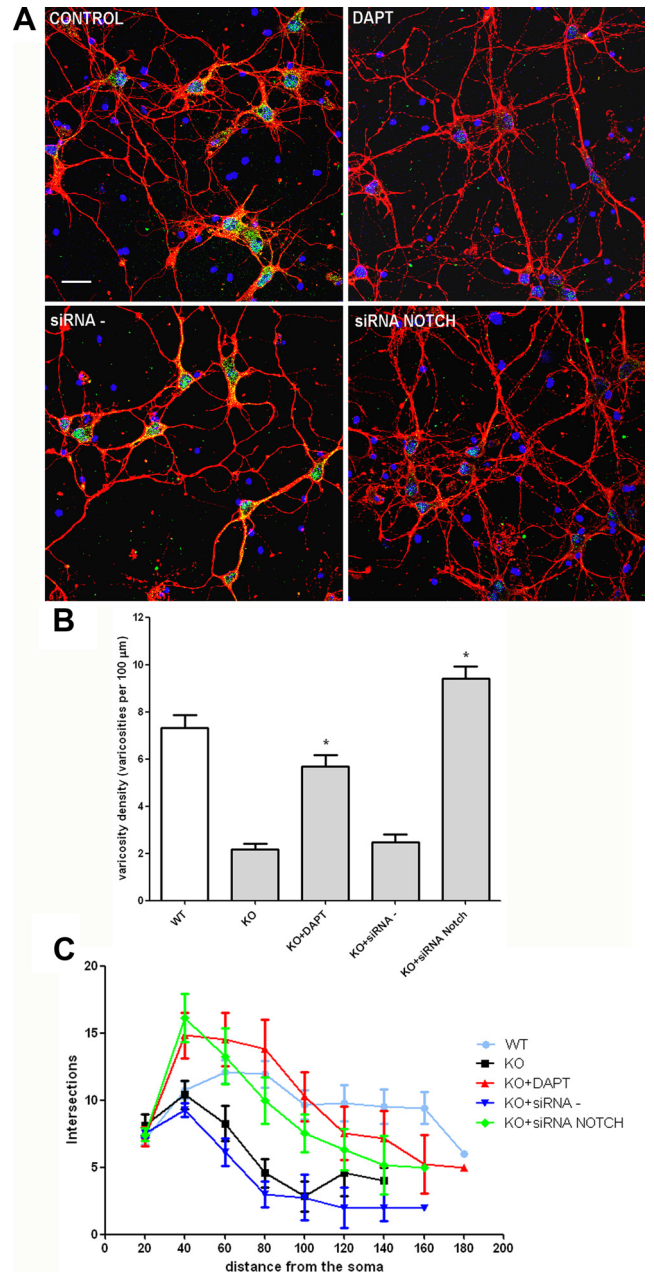 A
CONTROL
DAPT
siRNA -
siRNA NOTCH
B
varicosity density (varicosities per 100 µm)
12
10
8
6
4
2
0
*
*
WT
KO
KO+DAPT
KO+siRNA -
KO+siRNA Notch
C
Intersections
20
15
10
5
0
0 20 40 60 80 100 120 140 160 180 200
distance from the soma
WT
KO
KO+DAPT
KO+siRNA -
KO+siRNA NOTCH